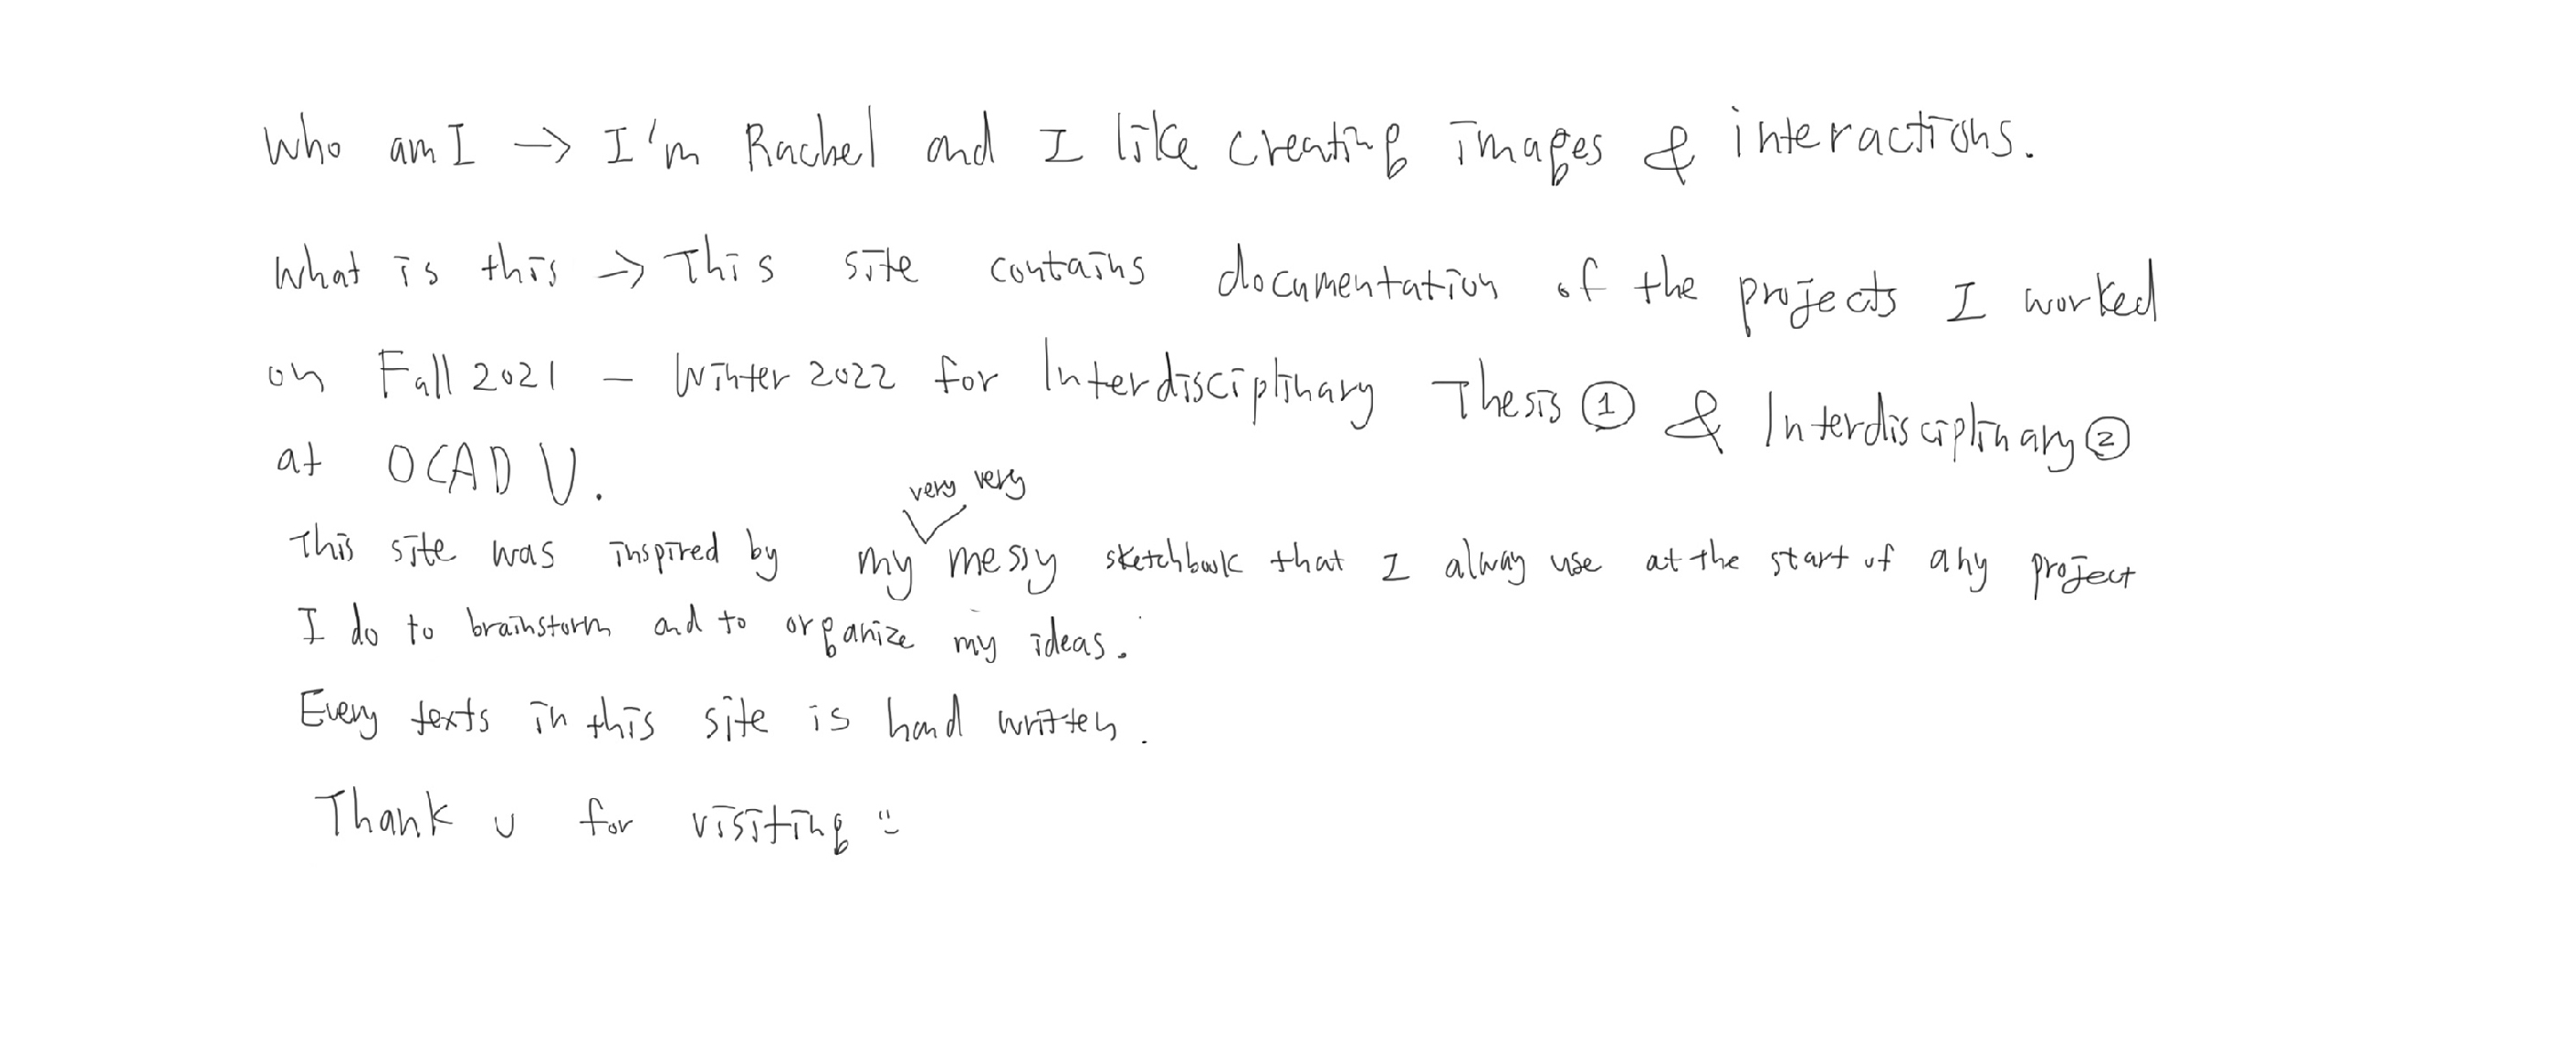 Who am I → I'm Rachel and I like creating images & interactions.
What is this → This site contains documentation of the projects I worked
on Fall 2021 – Winter 2022 for Interdisciplinary Thesis ① & Interdisciplinary ②
at OCAD U.
very very
This site was inspired by my messy sketchbook that I alway use at the start of any project
I do to brainstorm and to organize my ideas.
Every texts in this site is hand written.
Thank u for visiting